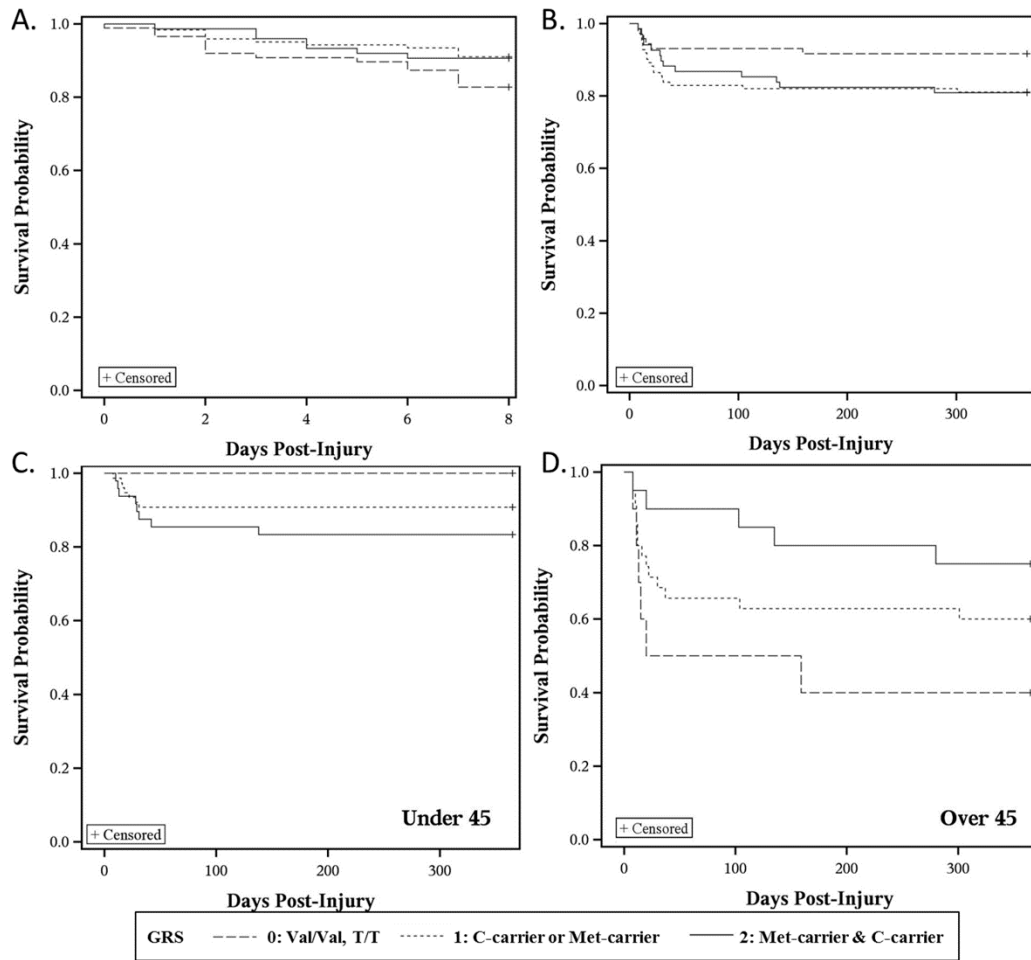 A.
1.0
0.8
0.6
0.4
0.2
0.0
Survival Probability
+ Censored
0 2 4 6 8
Days Post-Injury
B.
1.0
0.8
0.6
0.4
0.2
0.0
Survival Probability
+ Censored
0 100 200 300
Days Post-Injury
C.
1.0
0.8
0.6
0.4
0.2
0.0
Survival Probability
Under 45
+ Censored
0 100 200 300
Days Post-Injury
D.
1.0
0.8
0.6
0.4
0.2
0.0
Survival Probability
Over 45
+ Censored
0 100 200 300
Days Post-Injury
GRS 0: Val/Val, T/T 1: C-carrier or Met-carrier 2: Met-carrier & C-carrier